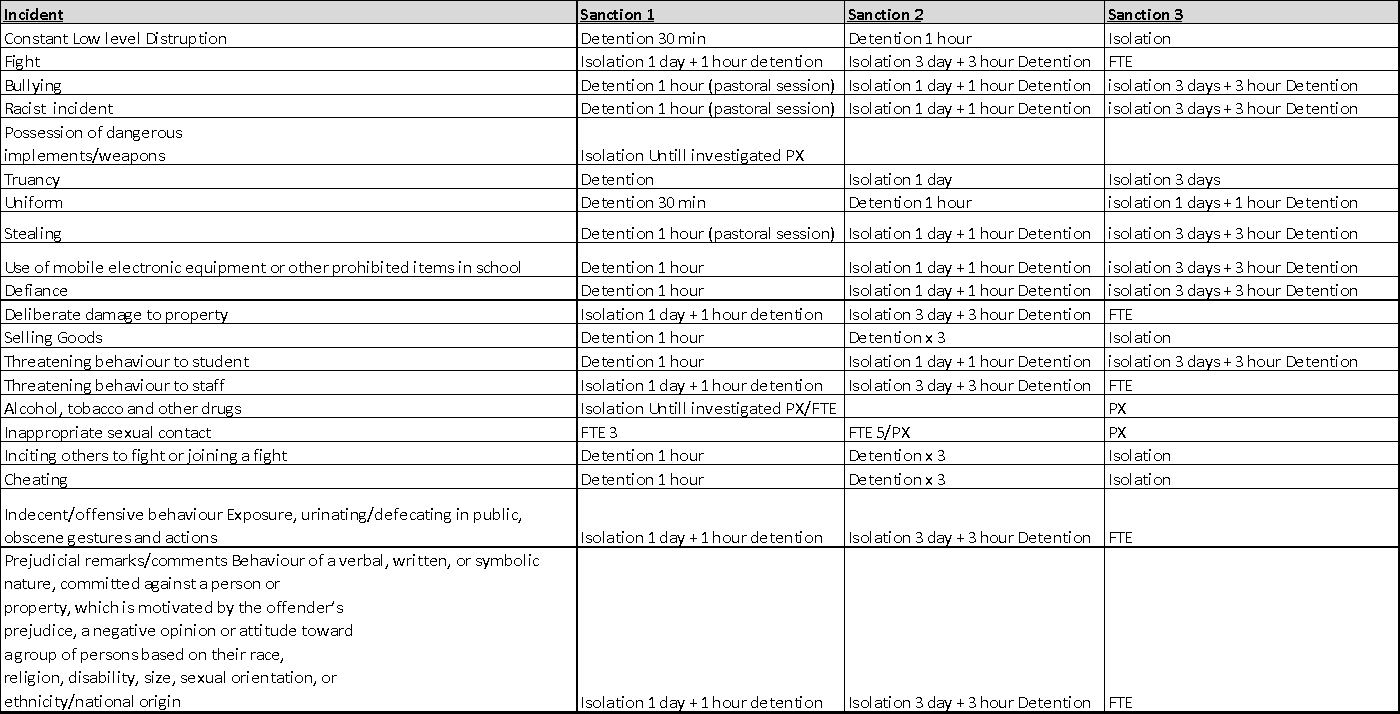 Incident Sanction 1 Sanction 2 Sanction 3
Constant Low level Distruption Detention 30 min Detention 1 hour Isolation
Fight Isolation 1 day + 1 hour detention Isolation 3 day + 3 hour Detention FTE
Bullying Detention 1 hour (pastoral session) Isolation 1 day + 1 hour Detention isolation 3 days + 3 hour Detention
Racist incident Detention 1 hour (pastoral session) Isolation 1 day + 1 hour Detention isolation 3 days + 3 hour Detention
Possession of dangerous
implements/weapons Isolation Untill investigated PX
Truancy Detention Isolation 1 day Isolation 3 days
Uniform Detention 30 min Detention 1 hour isolation 1 days + 1 hour Detention
Stealing Detention 1 hour (pastoral session) Isolation 1 day + 1 hour Detention isolation 3 days + 3 hour Detention
Use of mobile electronic equipment or other prohibited items in school Detention 1 hour Isolation 1 day + 1 hour Detention isolation 3 days + 3 hour Detention
Defiance Detention 1 hour Isolation 1 day + 1 hour Detention isolation 3 days + 3 hour Detention
Deliberate damage to property Isolation 1 day + 1 hour detention Isolation 3 day + 3 hour Detention FTE
Selling Goods Detention 1 hour Detention x 3 Isolation
Threatening behaviour to student Detention 1 hour Isolation 1 day + 1 hour Detention isolation 3 days + 3 hour Detention
Threatening behaviour to staff Isolation 1 day + 1 hour detention Isolation 3 day + 3 hour Detention FTE
Alcohol, tobacco and other drugs Isolation Untill investigated PX/FTE PX
Inappropriate sexual contact FTE 3 FTE 5/PX PX
Inciting others to fight or joining a fight Detention 1 hour Detention x 3 Isolation
Cheating Detention 1 hour Detention x 3 Isolation
Indecent/offensive behaviour Exposure, urinating/defecating in public,
obscene gestures and actions Isolation 1 day + 1 hour detention Isolation 3 day + 3 hour Detention FTE
Prejudicial remarks/comments Behaviour of a verbal, written, or symbolic
nature, committed against a person or
property, which is motivated by the offender's
prejudice, a negative opinion or attitude toward
a group of persons based on their race,
religion, disability, size, sexual orientation, or
ethnicity/national origin Isolation 1 day + 1 hour detention Isolation 3 day + 3 hour Detention FTE